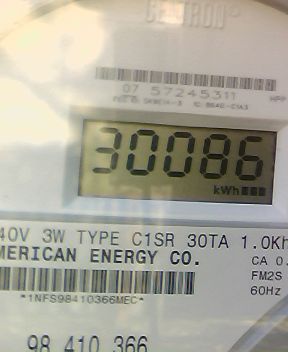 CENTRON®
07 57245311
30086
kWh
40V 3W TYPE C1SR 30TA 1.0Kh
MERICAN ENERGY CO.
CA 0.
FM2S
60Hz
*1NFS98410366MEC*
98 410 366